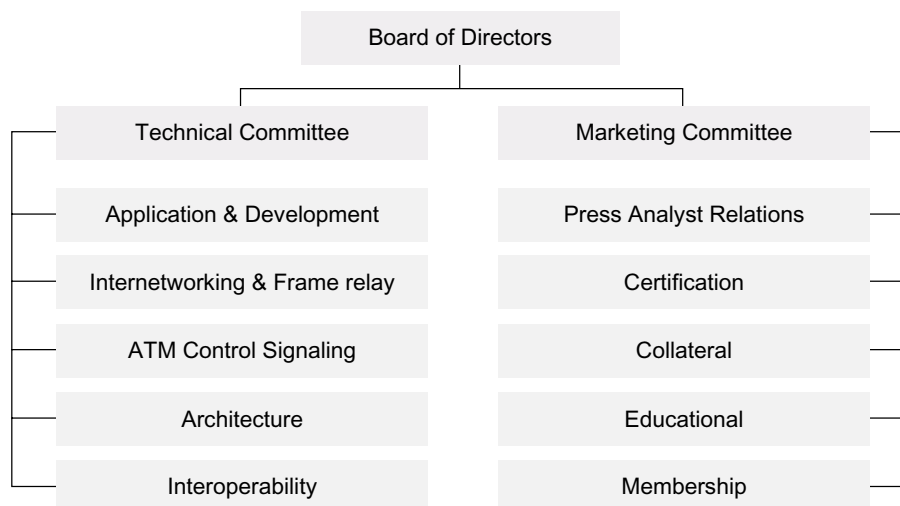 Board of Directors
Technical Committee
Marketing Committee
Application & Development
Press Analyst Relations
Internetworking & Frame relay
Certification
ATM Control Signaling
Collateral
Architecture
Educational
Interoperability
Membership